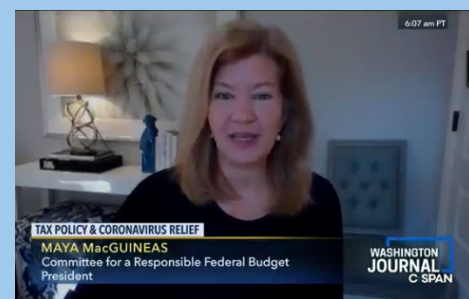 6:07 am PT
TAX POLICY & CORONAVIRUS RELIEF
MAYA MacGUINEAS
Committee for a Responsible Federal Budget
President
WASHINGTON
JOURNAL
C SPAN